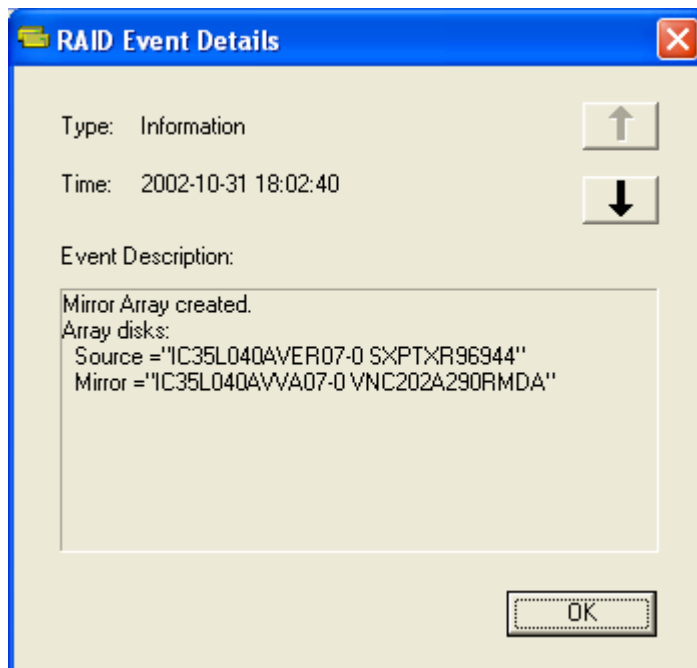 RAID Event Details
Type: Information
Time: 2002-10-31 18:02:40
Event Description:
Mirror Array created.
Array disks:
Source ="IC35L040AVER07-0 SXPTXR96944"
Mirror ="IC35L040AVVA07-0 VNC202A290RMDA"
OK